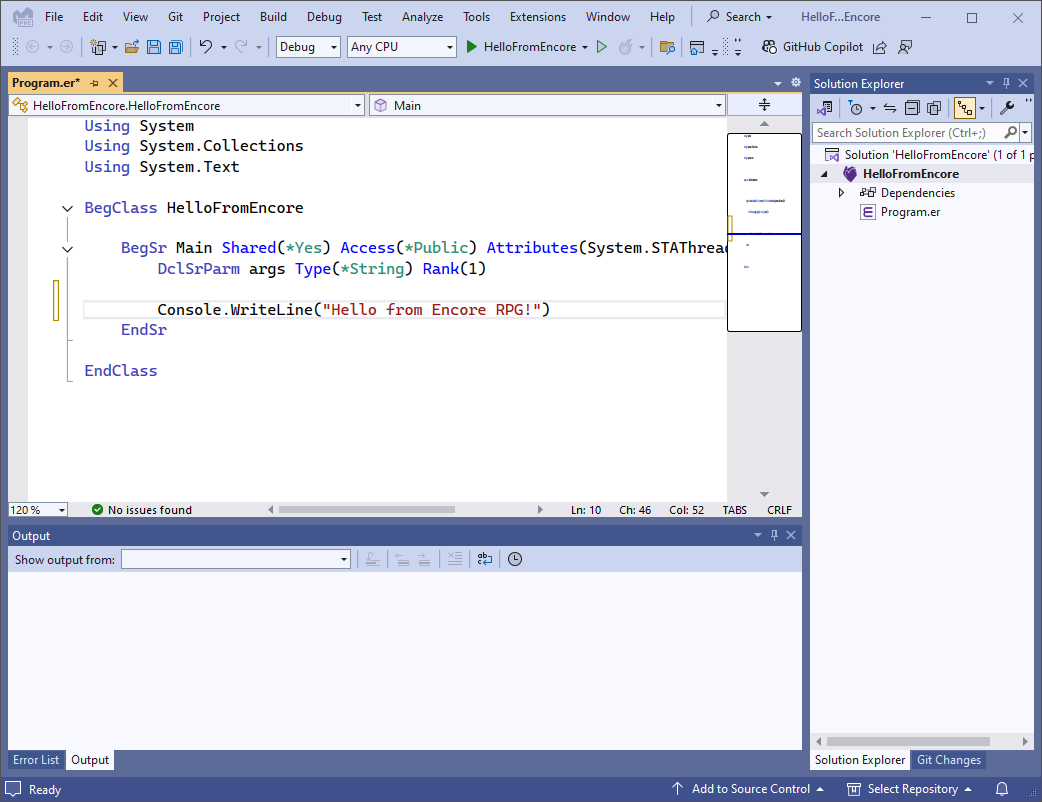 File Edit View Git Project Build Debug Test Analyze Tools Extensions Window Help Search HelloF...Encore
Debug Any CPU HelloFromEncore GitHub Copilot
Program.er*
HelloFromEncore.HelloFromEncore Main
Using System
Using System.Collections
Using System.Text
BegClass HelloFromEncore
BegSr Main Shared(*Yes) Access(*Public) Attributes(System.STAThread
DclSrParm args Type(*String) Rank(1)
Console.WriteLine("Hello from Encore RPG!")
EndSr
EndClass
120 % No issues found Ln: 10 Ch: 46 Col: 52 TABS CRLF
Output
Show output from:
Error List Output
Solution Explorer
Search Solution Explorer (Ctrl+;)
Solution 'HelloFromEncore' (1 of 1 p
HelloFromEncore
Dependencies
Program.er
Solution Explorer Git Changes
Ready Add to Source Control Select Repository